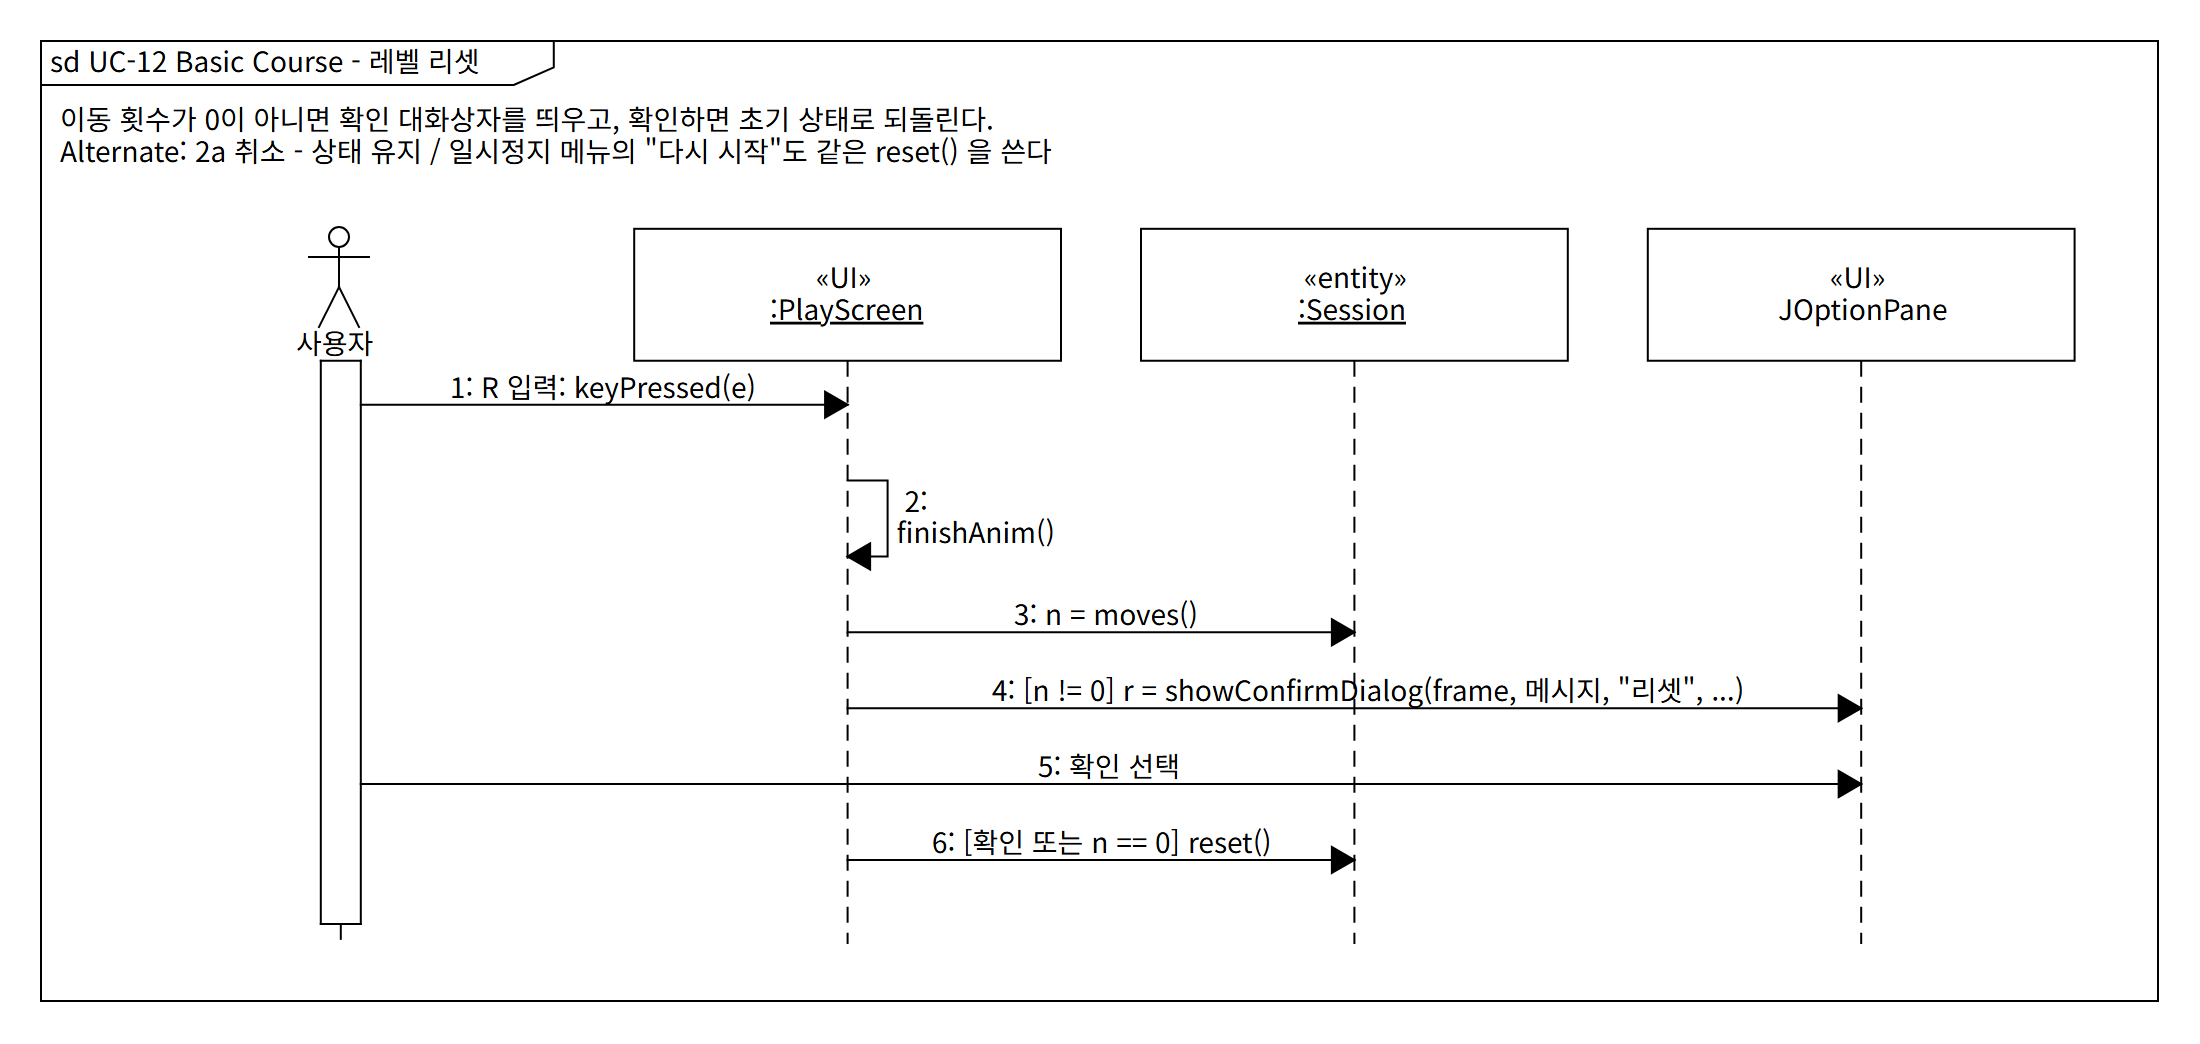 sd UC-12 Basic Course - 레벨 리셋
이동 횟수가 0이 아니면 확인 대화상자를 띄우고, 확인하면 초기 상태로 되돌린다.
Alternate: 2a 취소 - 상태 유지 / 일시정지 메뉴의 "다시 시작"도 같은 reset() 을 쓴다
사용자
«UI»
:PlayScreen
«entity»
:Session
«UI»
JOptionPane
1: R 입력: keyPressed(e)
2:
finishAnim()
3: n = moves()
4: [n != 0] r = showConfirmDialog(frame, 메시지, "리셋", ...)
5: 확인 선택
6: [확인 또는 n == 0] reset()